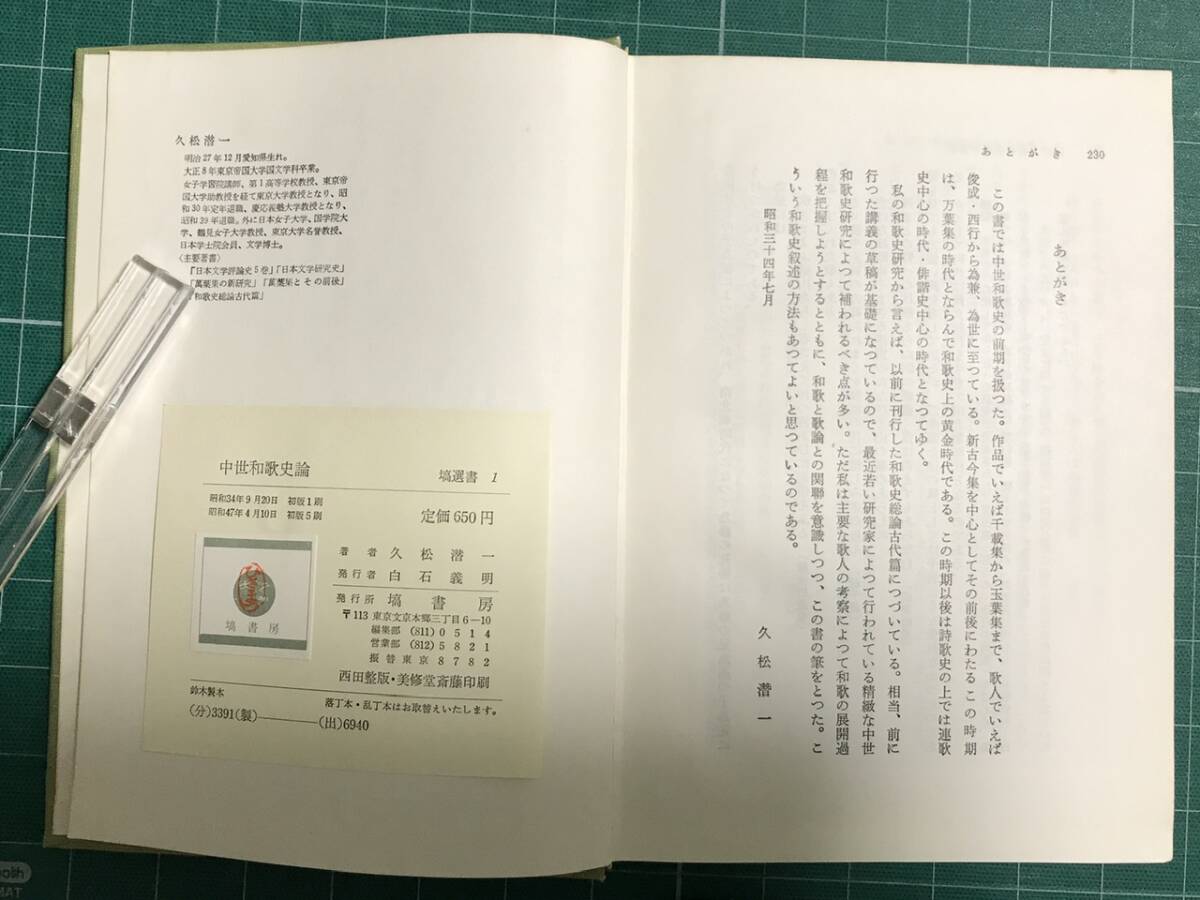 あとがき 230
あとがき
この書では中世和歌史の前期を扱つた。作品でいえば千載集から玉葉集まで、歌人でいえば
俊成・西行から為兼、為世に至つている。新古今集を中心としてその前後にわたるこの時期
は、万葉集の時代とならんで和歌史上の黄金時代である。この時期以後は詩歌史の上では連歌
史中心の時代・俳諧史中心の時代となつてゆく。
私の和歌史研究から言えば、以前に刊行した和歌史総論古代篇につづいている。相当、前に
行つた講義の草稿が基礎になつているので、最近若い研究家によつて行われている精緻な中世
和歌史研究によつて補われるべき点が多い。ただ私は主要な歌人の考察によつて和歌の展開過
程を把握しようとするとともに、和歌と歌論との関聯を意識しつつ、この書の筆をとつた。こ
ういう和歌史叙述の方法もあつてよいと思つているのである。
昭和三十四年七月
久松潜一
久松潜一
明治27年12月愛知県生れ。
大正8年東京帝国大学国文学科卒業。
女子学習院講師、第1高等学校教授、東京帝
国大学助教授を経て東京大学教授となり、昭
和30年定年退職、慶応義塾大学教授となり、
昭和39年退職。外に日本女子大学、国学院大
学、鶴見女子大学教授、東京大学名誉教授、
日本学士院会員、文学博士。
〈主要著書〉
『日本文学評論史5巻』『日本文学研究史』
『萬葉集の新研究』『萬葉集とその前後』
『和歌史総論古代篇』
中世和歌史論 塙選書 1
昭和34年9月20日 初版1刷
昭和47年4月10日 初版5刷
定価650円
著者 久松潜一
発行者 白石義明
発行所 塙書房
〒113 東京文京本郷三丁目6-10
編集部 (811) 0514
営業部 (812) 5821
振替東京 8782
西田整版・美修堂斎藤印刷
塙書房
鈴木製本
落丁本・乱丁本はお取替えいたします。
(分)3391(製)―――(出)6940